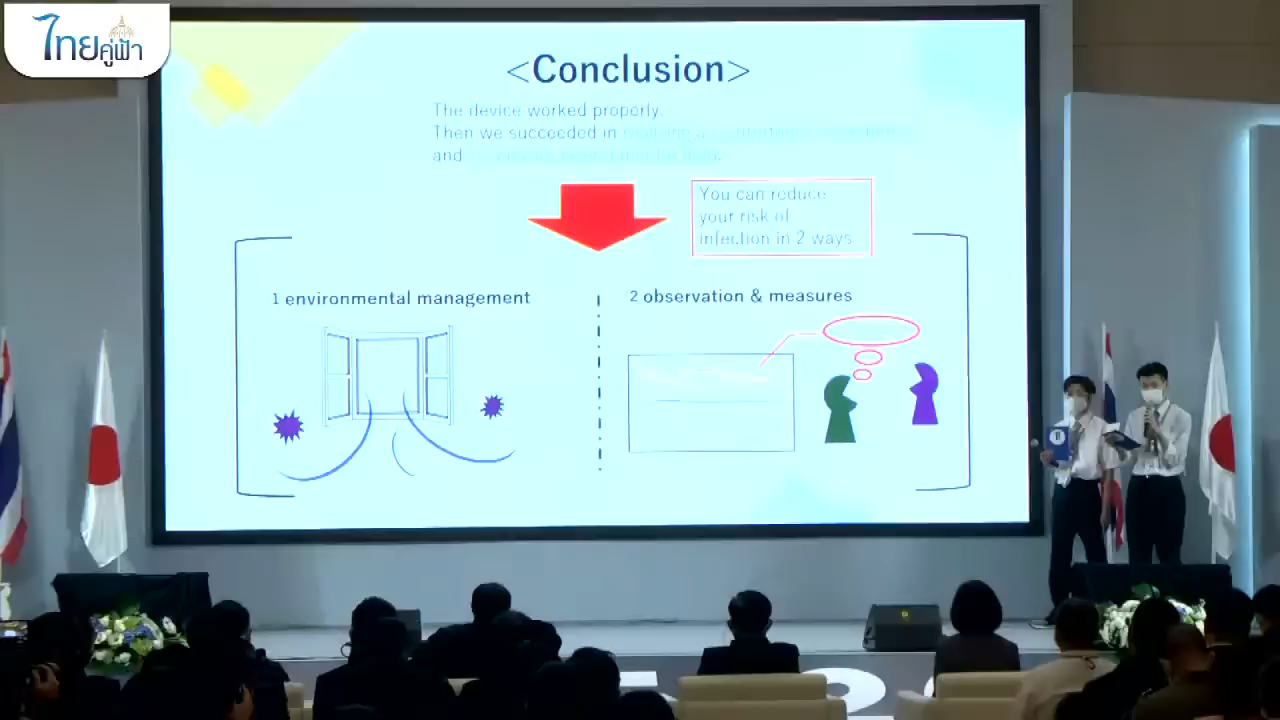 ไทยคู่ฟ้า
<Conclusion>
The device worked properly.
Then we succeeded in
and
You can reduce
your risk of
infection in 2 ways
1 environmental management
2 observation & measures